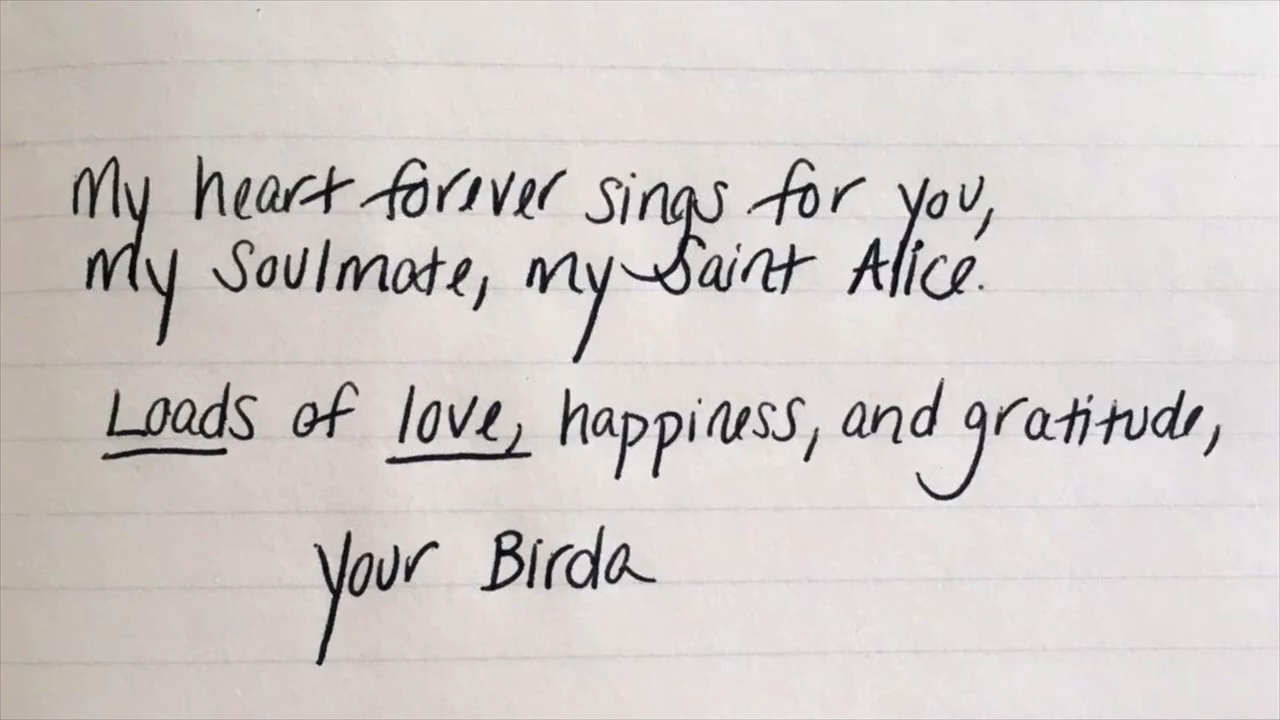 My heart forever sings for you,
my Soulmate, my Saint Alice.
Loads of love, happiness, and gratitude,
your Birda